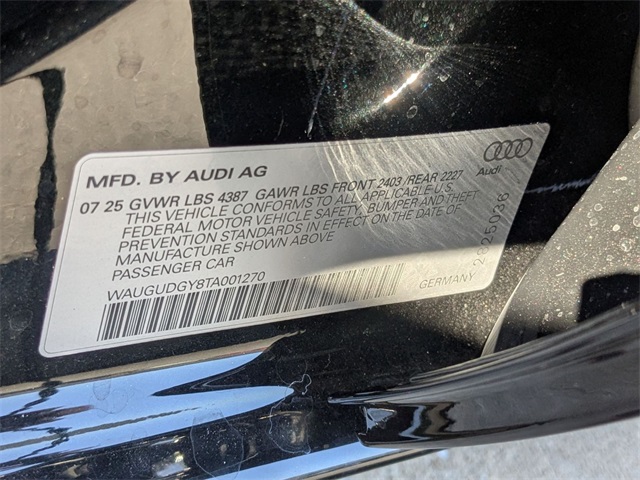 MFD. BY AUDI AG
Audi
07 25 GVWR LBS 4387 GAWR LBS FRONT 2403 /REAR 2227
THIS VEHICLE CONFORMS TO ALL APPLICABLE U.S.
FEDERAL MOTOR VEHICLE SAFETY, BUMPER AND THEFT
PREVENTION STANDARDS IN EFFECT ON THE DATE OF
MANUFACTURE SHOWN ABOVE
PASSENGER CAR
WAUGUDGY8TA001270
GERMANY
2825036